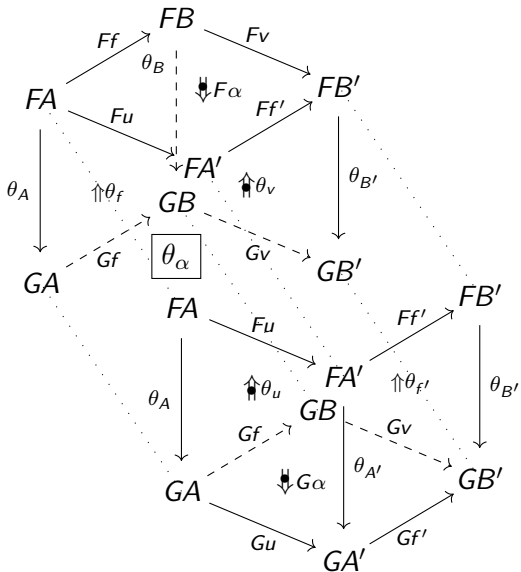 FB
Ff Fv
θ_B ⇓Fα
FA FB′
Fu Ff′
FA′
θ_A ⇑θ_f ⇑θ_v θ_B′
GB
Gf θ_α Gv
GA GB′
FA FB′
Fu Ff′
FA′
θ_A ⇑θ_u ⇑θ_f′ θ_B′
GB
Gf Gv
GA ⇓Gα θ_A′ GB′
Gu Gf′
GA′